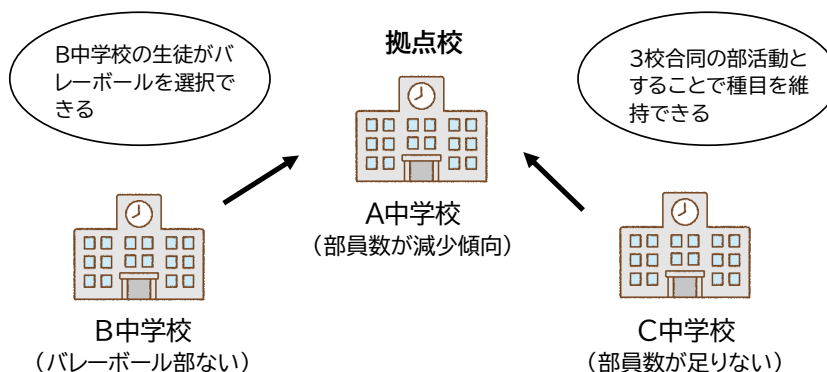 B中学校の生徒がバ
レーボールを選択で
きる
拠点校
3校合同の部活動と
することで種目を維
持できる
A中学校
(部員数が減少傾向)
B中学校
(バレーボール部ない)
C中学校
(部員数が足りない)